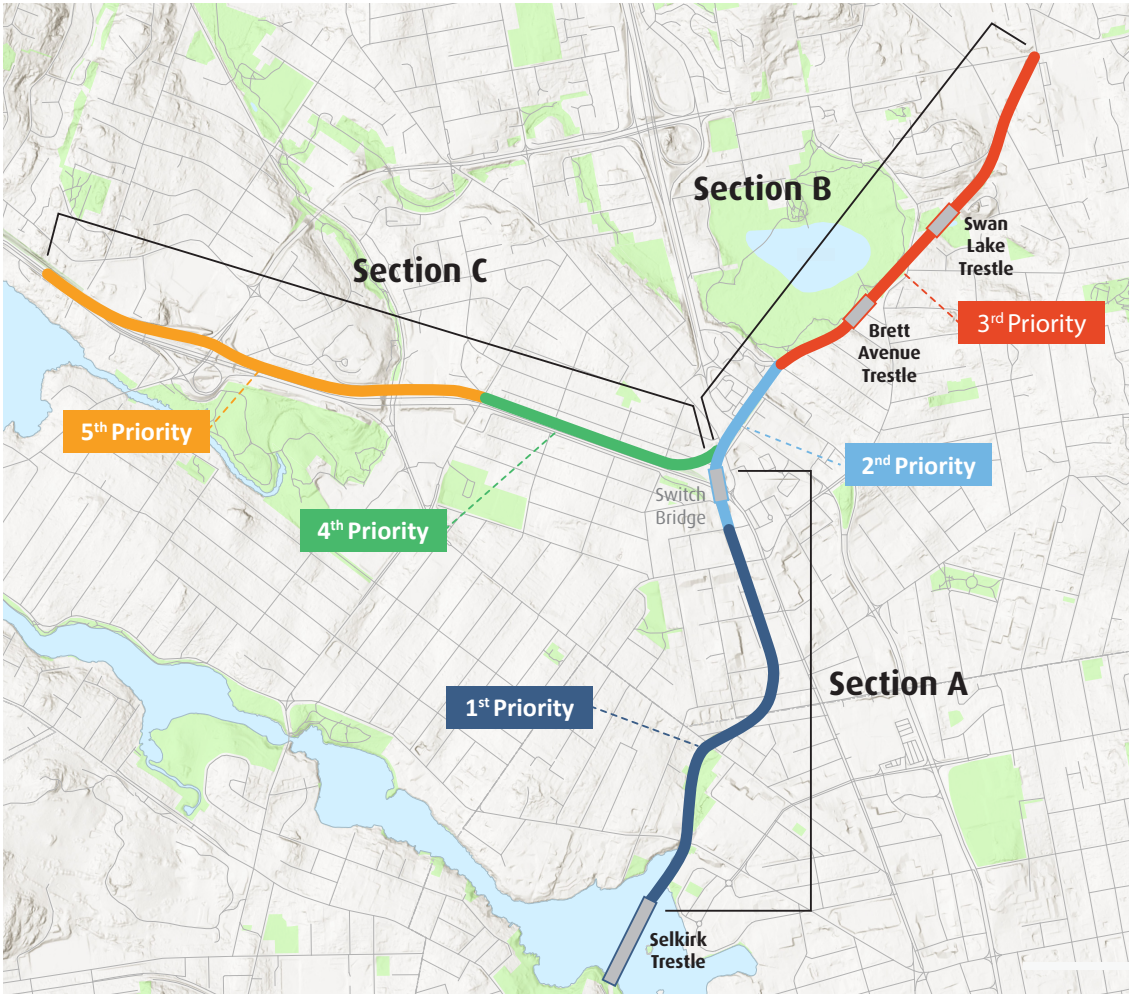 Section B
Swan
Lake
Trestle
Section C
3rd Priority
Brett
Avenue
Trestle
5th Priority
2nd Priority
Switch
Bridge
4th Priority
Section A
1st Priority
Selkirk
Trestle